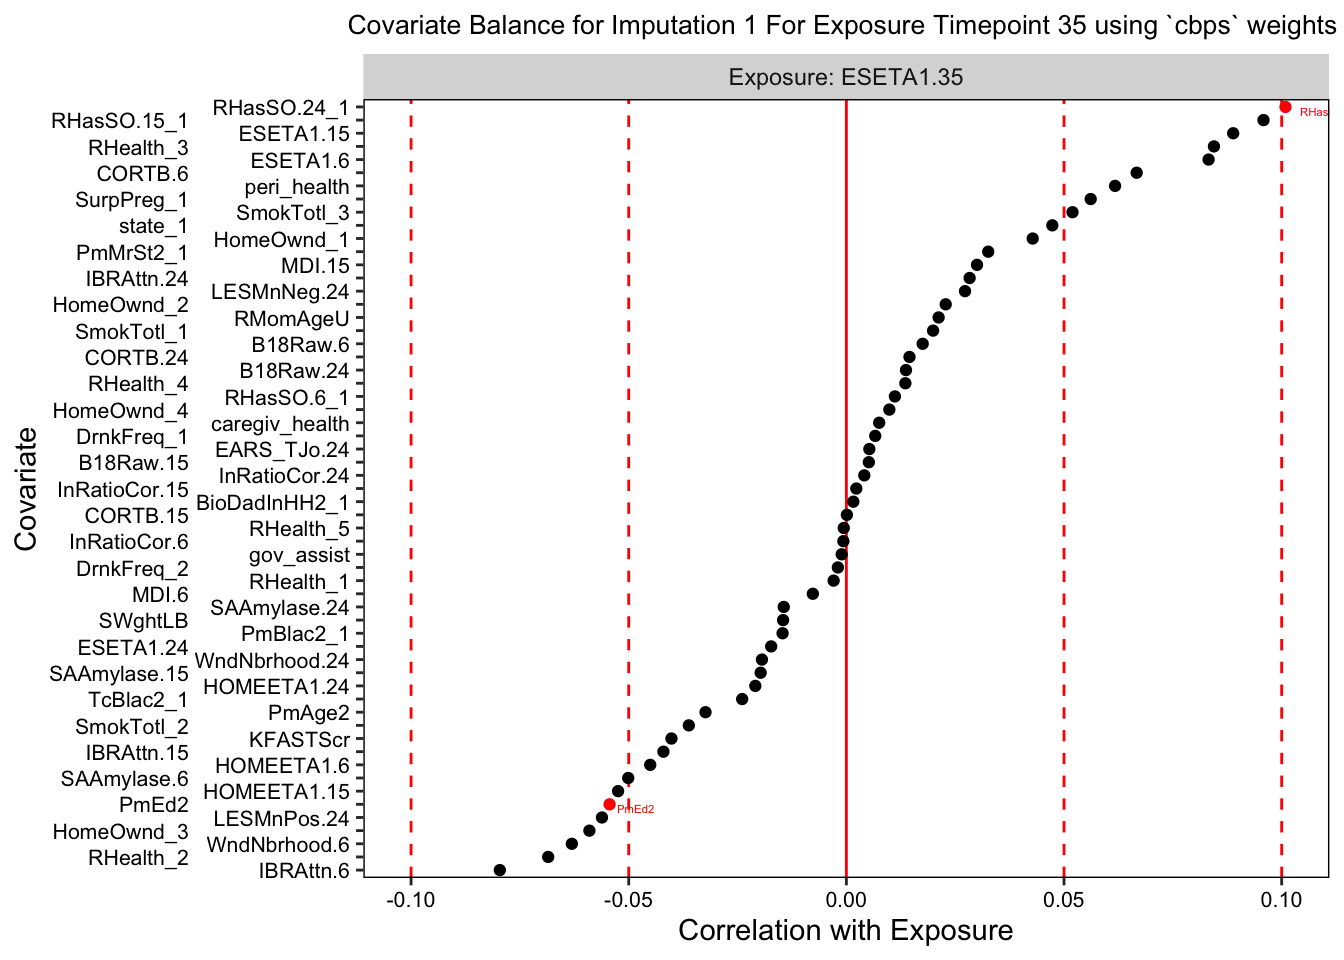 Covariate Balance for Imputation 1 For Exposure Timepoint 35 using `cbps` weights
Exposure: ESETA1.35
Covariate
RHasSO.24_1
RHasSO.15_1
ESETA1.15
RHealth_3
ESETA1.6
CORTB.6
peri_health
SurpPreg_1
SmokTotl_3
state_1
HomeOwnd_1
PmMrSt2_1
MDI.15
IBRAttn.24
LESMnNeg.24
HomeOwnd_2
RMomAgeU
SmokTotl_1
B18Raw.6
CORTB.24
B18Raw.24
RHealth_4
RHasSO.6_1
HomeOwnd_4
caregiv_health
DrnkFreq_1
EARS_TJo.24
B18Raw.15
InRatioCor.24
InRatioCor.15
BioDadInHH2_1
CORTB.15
RHealth_5
InRatioCor.6
gov_assist
DrnkFreq_2
RHealth_1
MDI.6
SAAmylase.24
SWghtLB
PmBlac2_1
ESETA1.24
WndNbrhood.24
SAAmylase.15
HOMEETA1.24
TcBlac2_1
PmAge2
SmokTotl_2
KFASTScr
IBRAttn.15
HOMEETA1.6
SAAmylase.6
HOMEETA1.15
PmEd2
LESMnPos.24
HomeOwnd_3
WndNbrhood.6
RHealth_2
IBRAttn.6
RHas
PmEd2
-0.10 -0.05 0.00 0.05 0.10
Correlation with Exposure